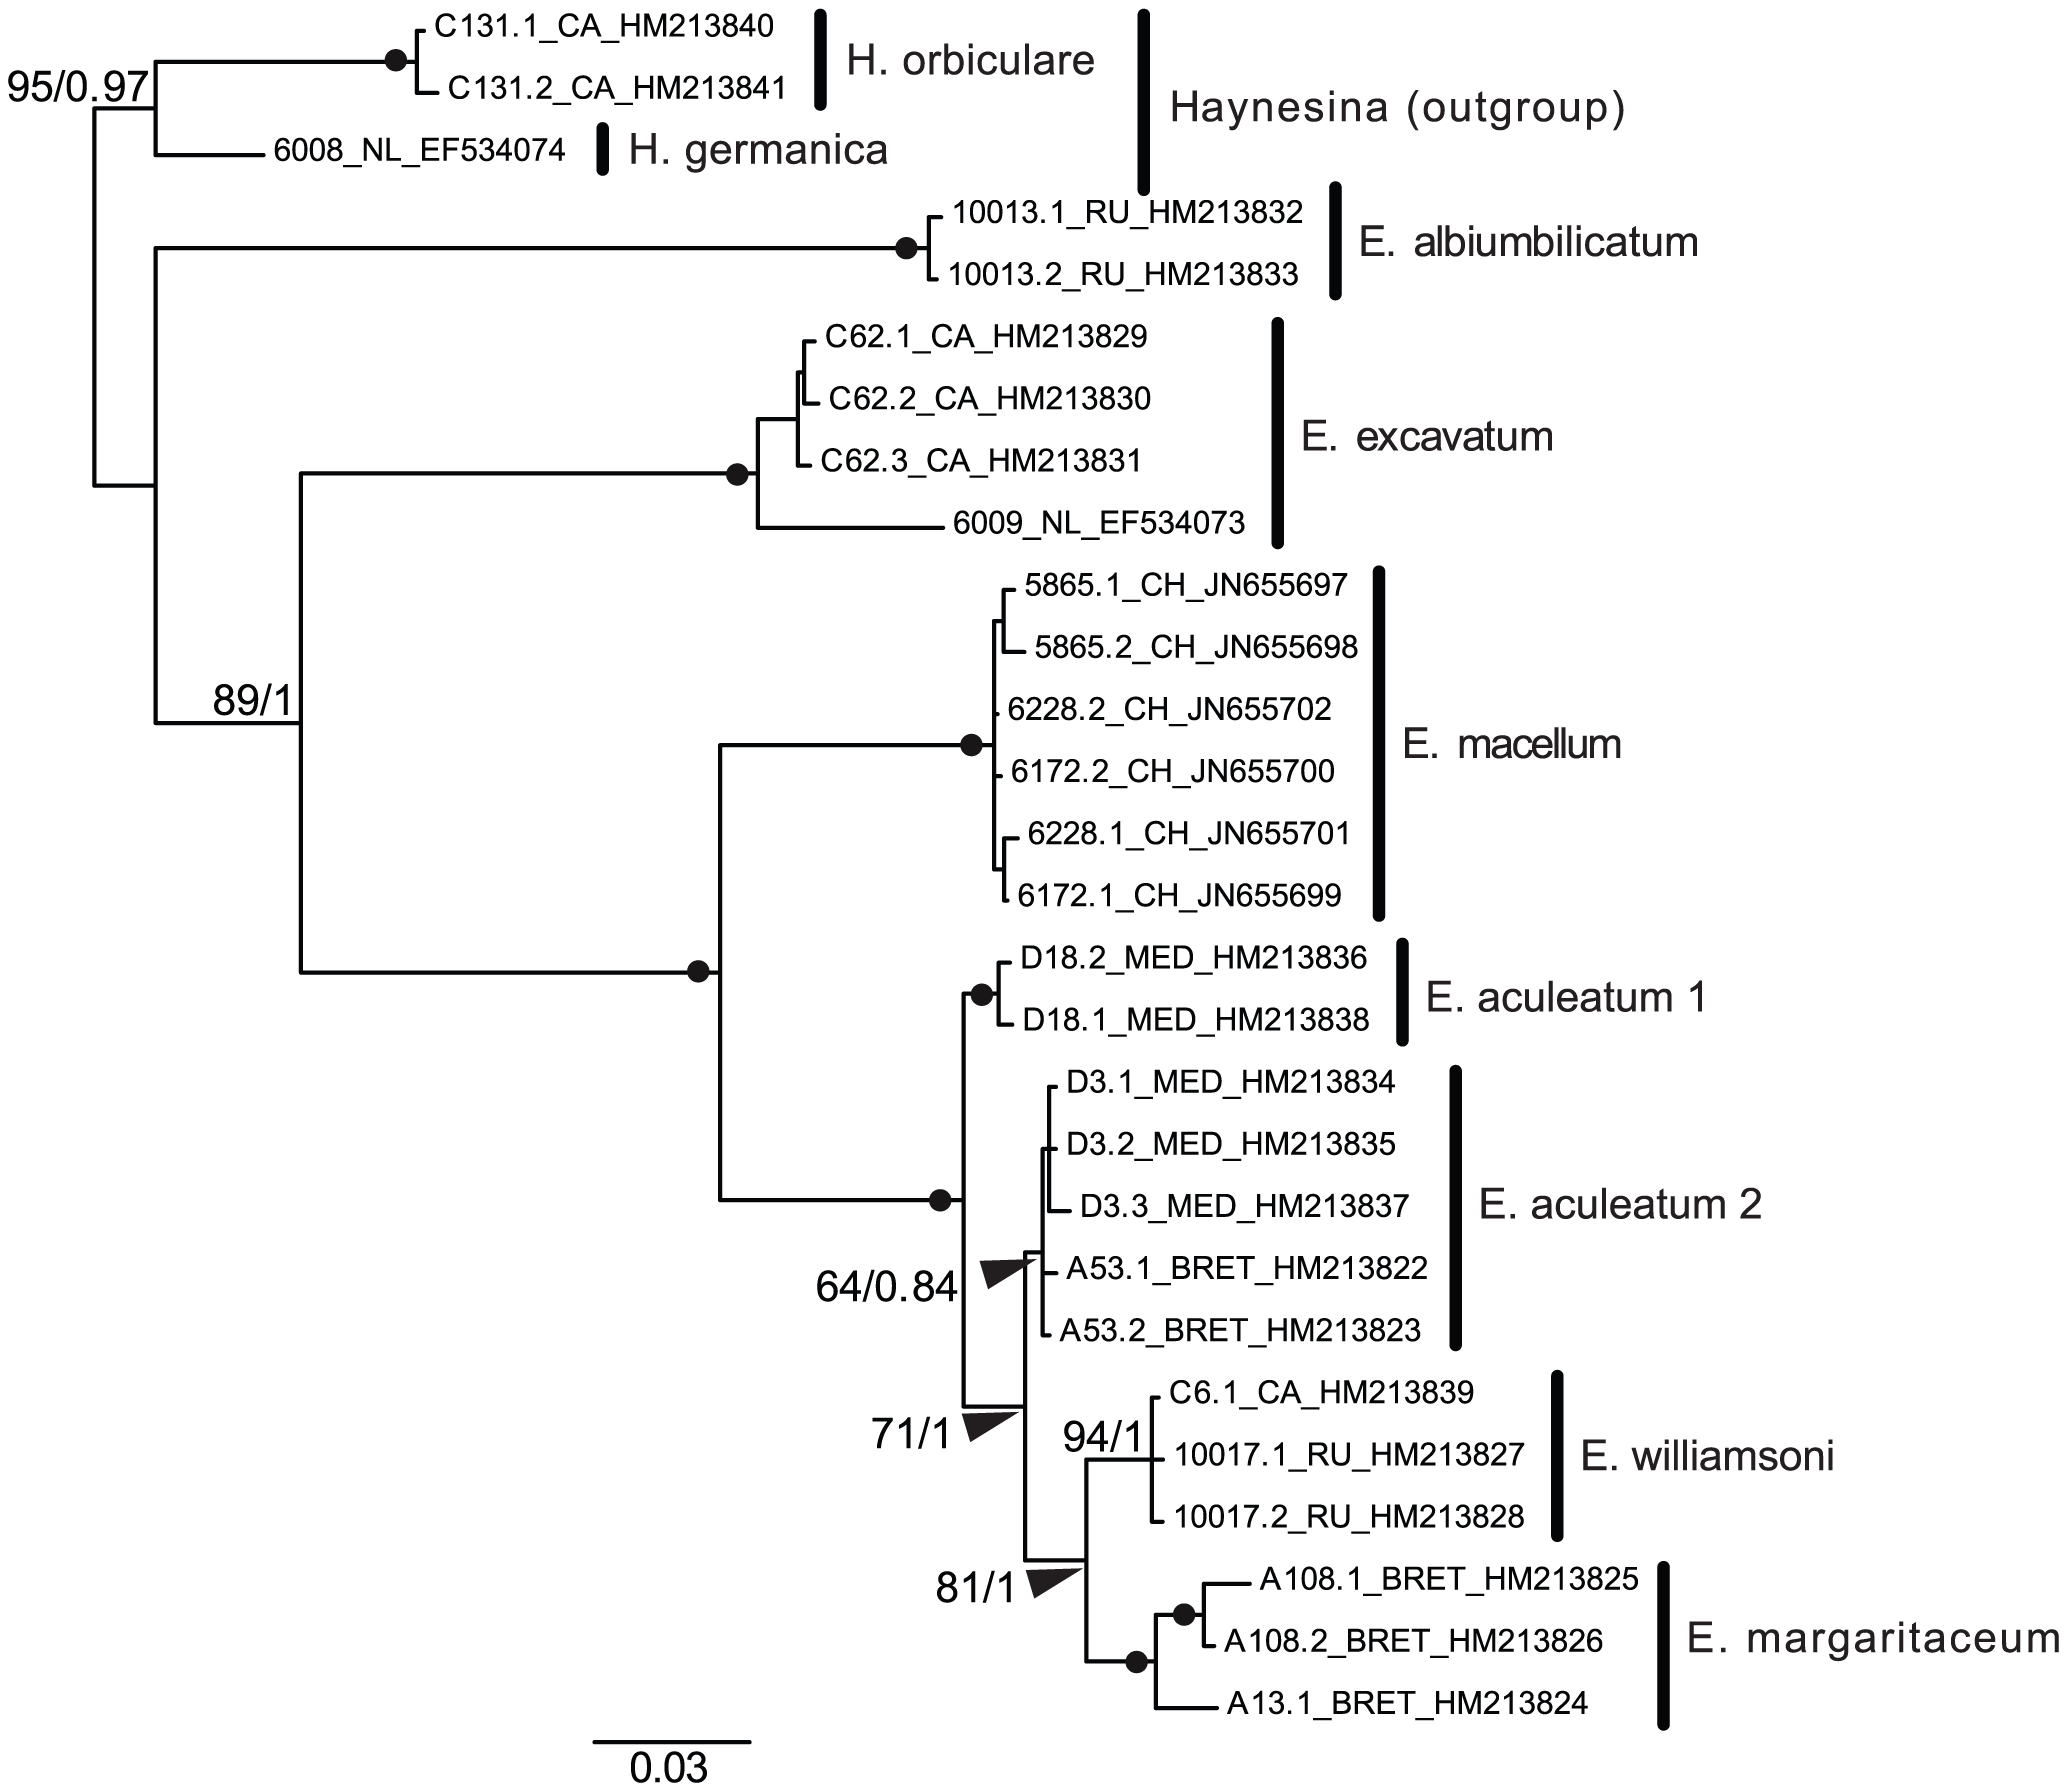 C131.1_CA_HM213840
H. orbiculare
95/0.97
C131.2_CA_HM213841
Haynesina (outgroup)
6008_NL_EF534074
H. germanica
10013.1_RU_HM213832
E. albiumbilicatum
10013.2_RU_HM213833
C62.1_CA_HM213829
C62.2_CA_HM213830
E. excavatum
C62.3_CA_HM213831
6009_NL_EF534073
5865.1_CH_JN655697
5865.2_CH_JN655698
89/1
6228.2_CH_JN655702
E. macellum
6172.2_CH_JN655700
6228.1_CH_JN655701
6172.1_CH_JN655699
D18.2_MED_HM213836
E. aculeatum 1
D18.1_MED_HM213838
D3.1_MED_HM213834
D3.2_MED_HM213835
D3.3_MED_HM213837
E. aculeatum 2
A53.1_BRET_HM213822
64/0.84
A53.2_BRET_HM213823
C6.1_CA_HM213839
71/1
94/1
10017.1_RU_HM213827
E. williamsoni
10017.2_RU_HM213828
81/1
A108.1_BRET_HM213825
A108.2_BRET_HM213826
E. margaritaceum
A13.1_BRET_HM213824
0.03